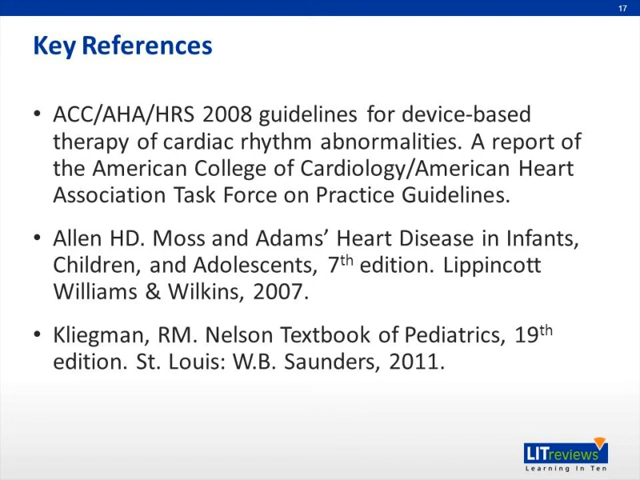 17
Key References
• ACC/AHA/HRS 2008 guidelines for device-based
therapy of cardiac rhythm abnormalities. A report of
the American College of Cardiology/American Heart
Association Task Force on Practice Guidelines.
• Allen HD. Moss and Adams’ Heart Disease in Infants,
Children, and Adolescents, 7th edition. Lippincott
Williams & Wilkins, 2007.
• Kliegman, RM. Nelson Textbook of Pediatrics, 19th
edition. St. Louis: W.B. Saunders, 2011.
LITreviews
Learning In Ten